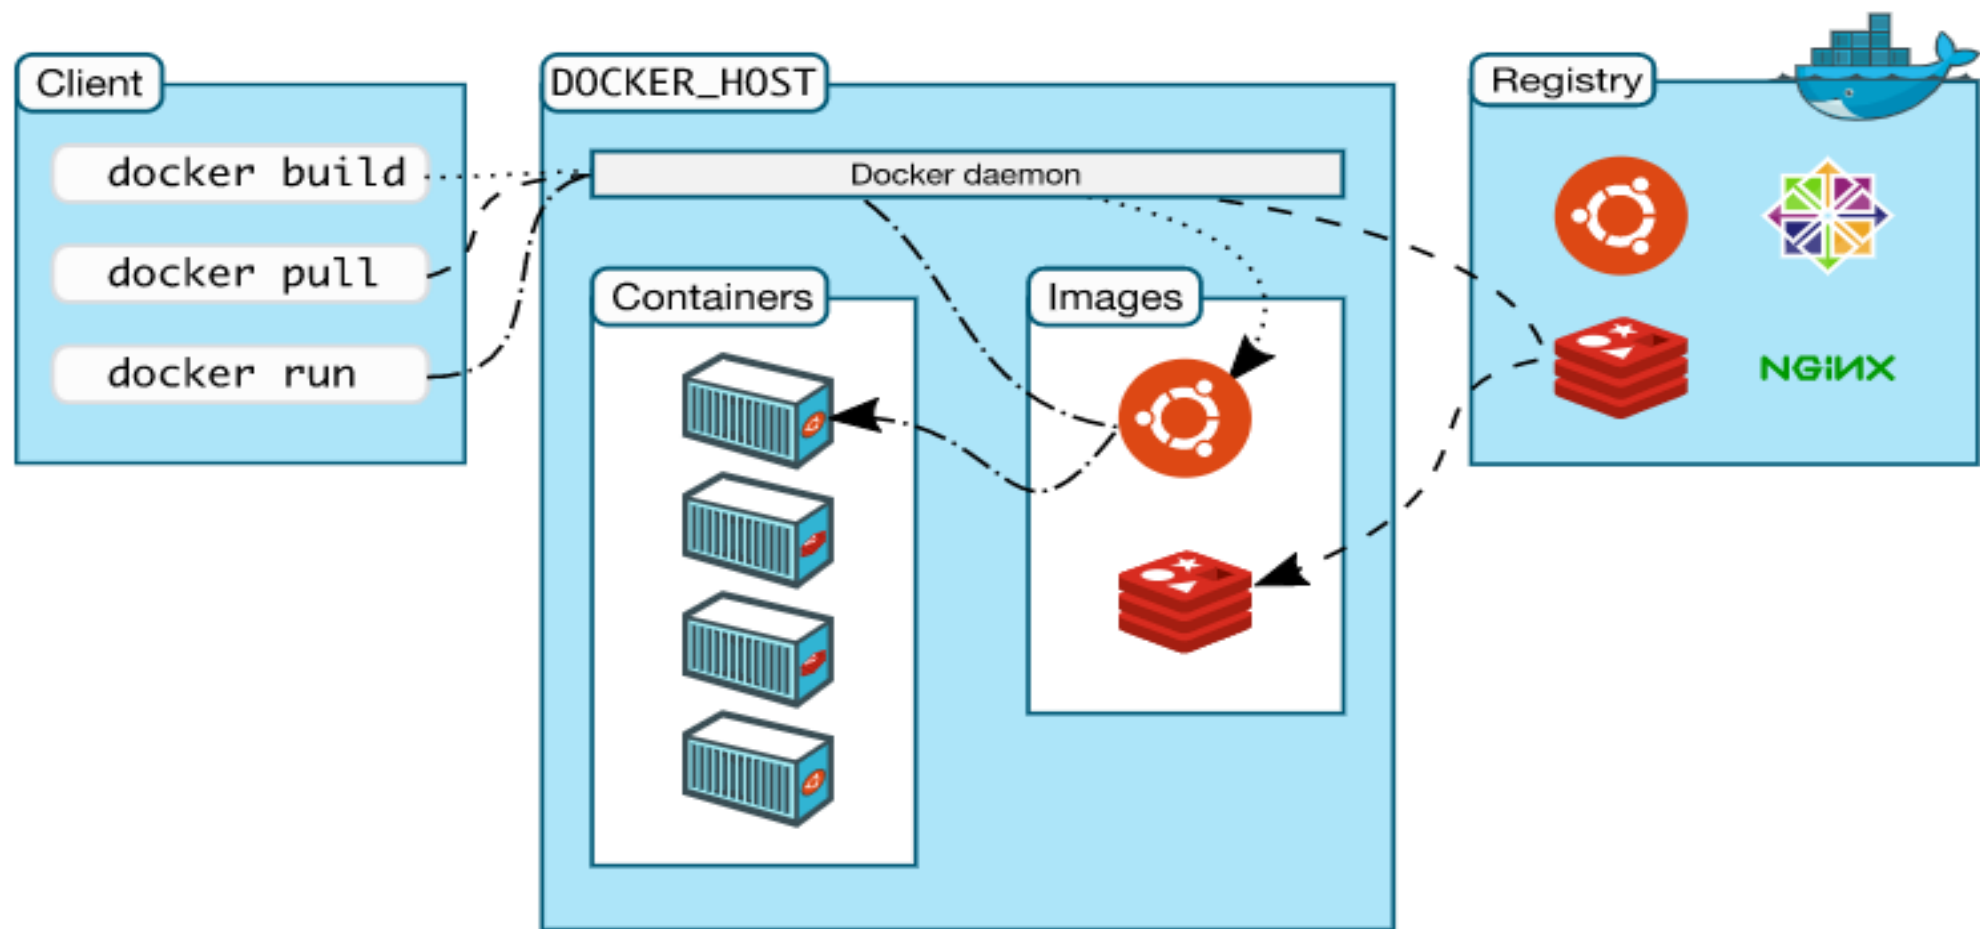 Client
docker build
docker pull
docker run
DOCKER_HOST
Docker daemon
Containers
Images
Registry
NGiNX